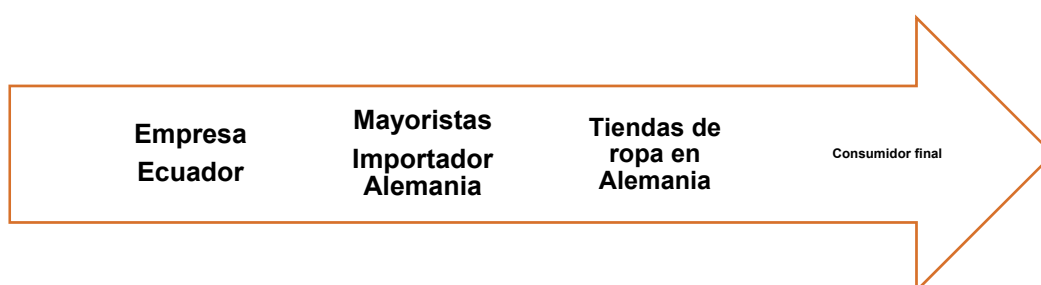 Empresa
Ecuador
Mayoristas
Importador
Alemania
Tiendas de
ropa en
Alemania
Consumidor final